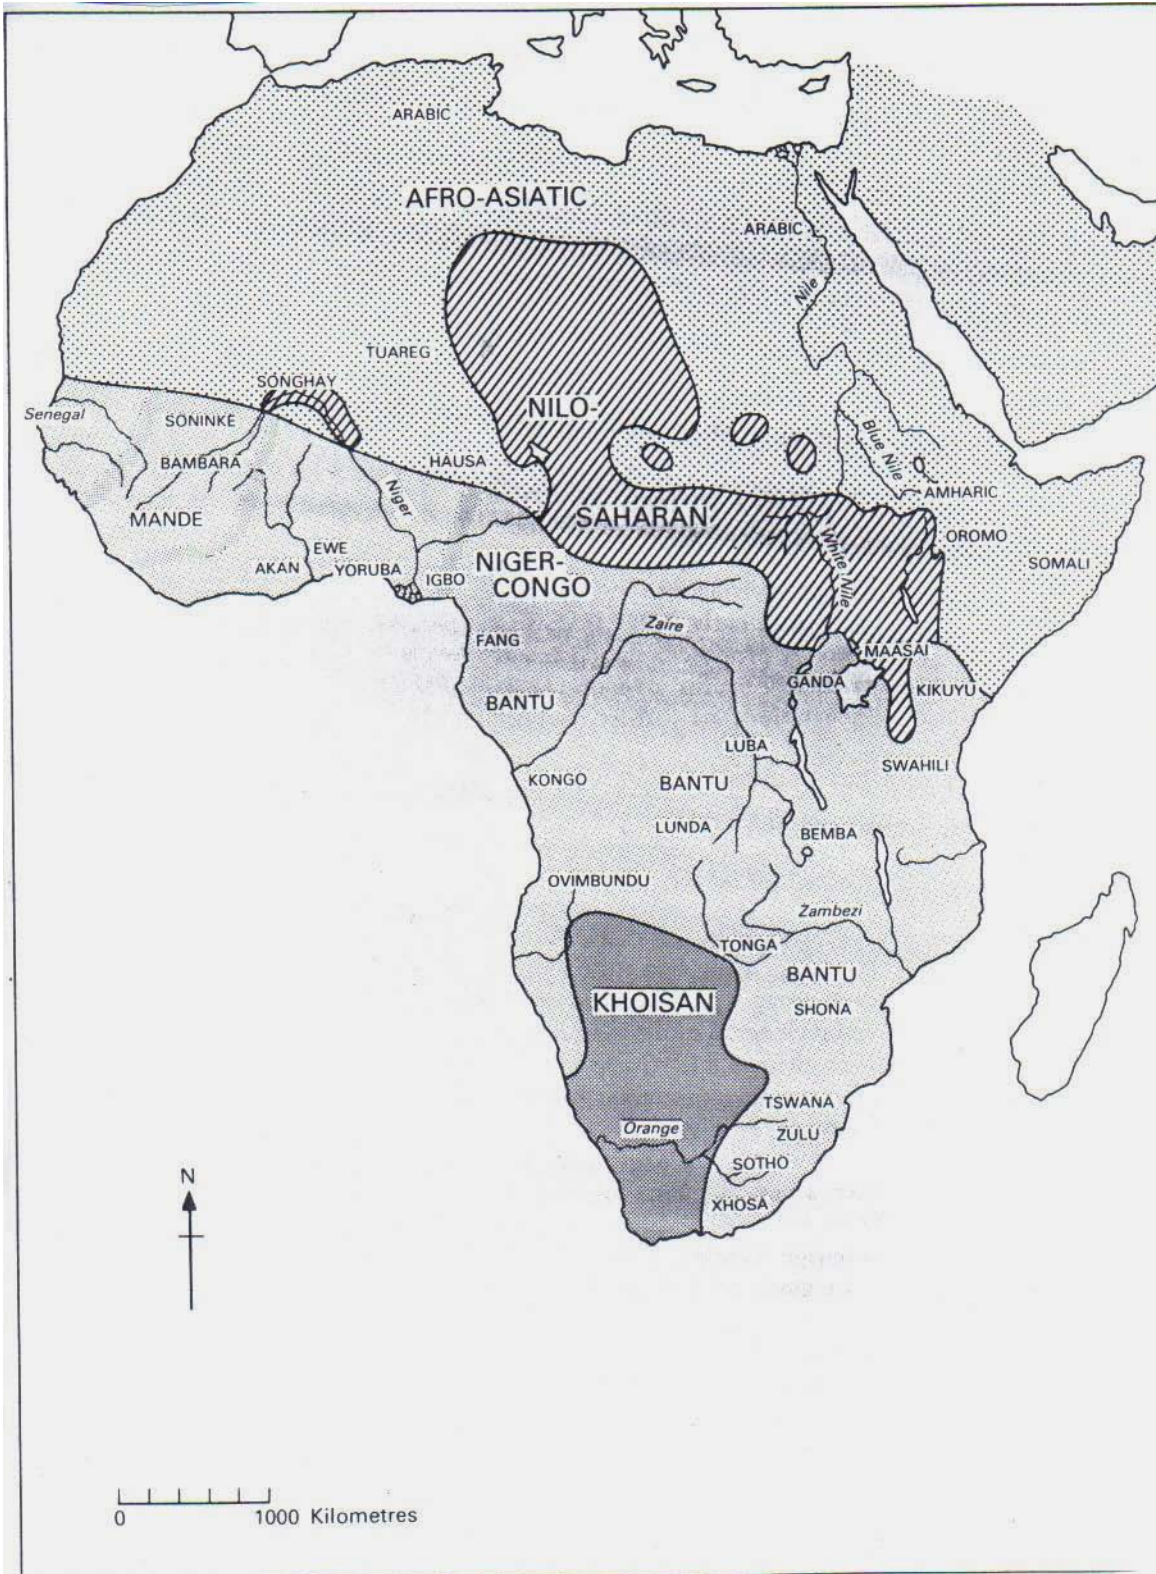 ARABIC
AFRO-ASIATIC
ARABIC
Nile
TUAREG
SONGHAY
NILO-
Senegal
SONINKE
Blue Nile
BAMBARA
HAUSA
AMHARIC
Niger
MANDE
SAHARAN
OROMO
White Nile
EWE
AKAN
YORUBA
IGBO
NIGER-
CONGO
SOMALI
Zaire
FANG
MAASAI
GANDA
KIKUYU
BANTU
LUBA
SWAHILI
KONGO
BANTU
LUNDA
BEMBA
OVIMBUNDU
Zambezi
TONGA
BANTU
KHOISAN
SHONA
TSWANA
Orange
ZULU
SOTHO
XHOSA
N
0 1000 Kilometres